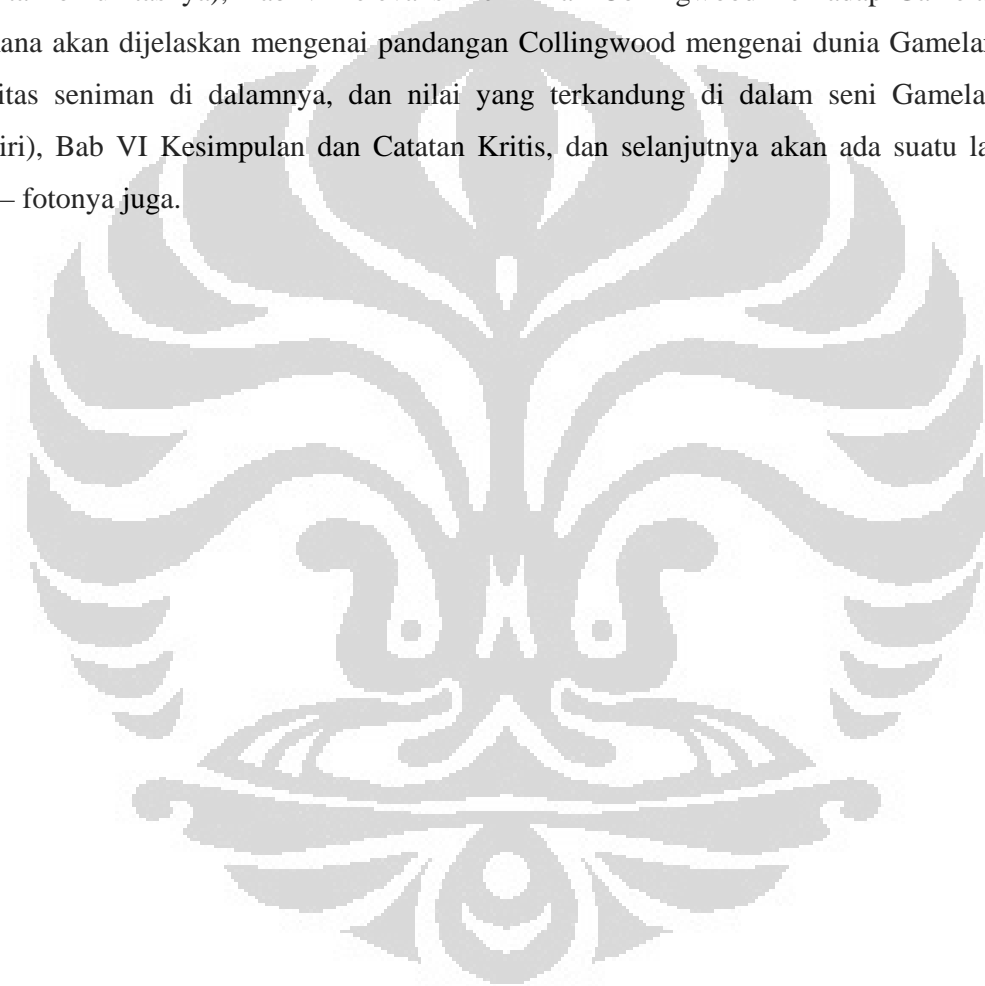 ana akan dijelaskan mengenai pandangan Collingwood mengenai dunia Gamelan
itas seniman di dalamnya, dan nilai yang terkandung di dalam seni Gamela
iri), Bab VI Kesimpulan dan Catatan Kritis, dan selanjutnya akan ada suatu la
– fotonya juga.